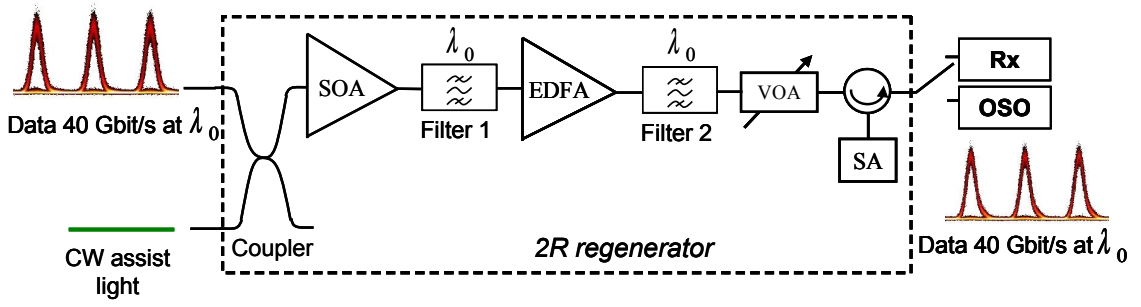 Data 40 Gbit/s at λ0
CW assist
light
Coupler
SOA
λ0
Filter 1
EDFA
λ0
Filter 2
VOA
SA
2R regenerator
Rx
OSO
Data 40 Gbit/s at λ0